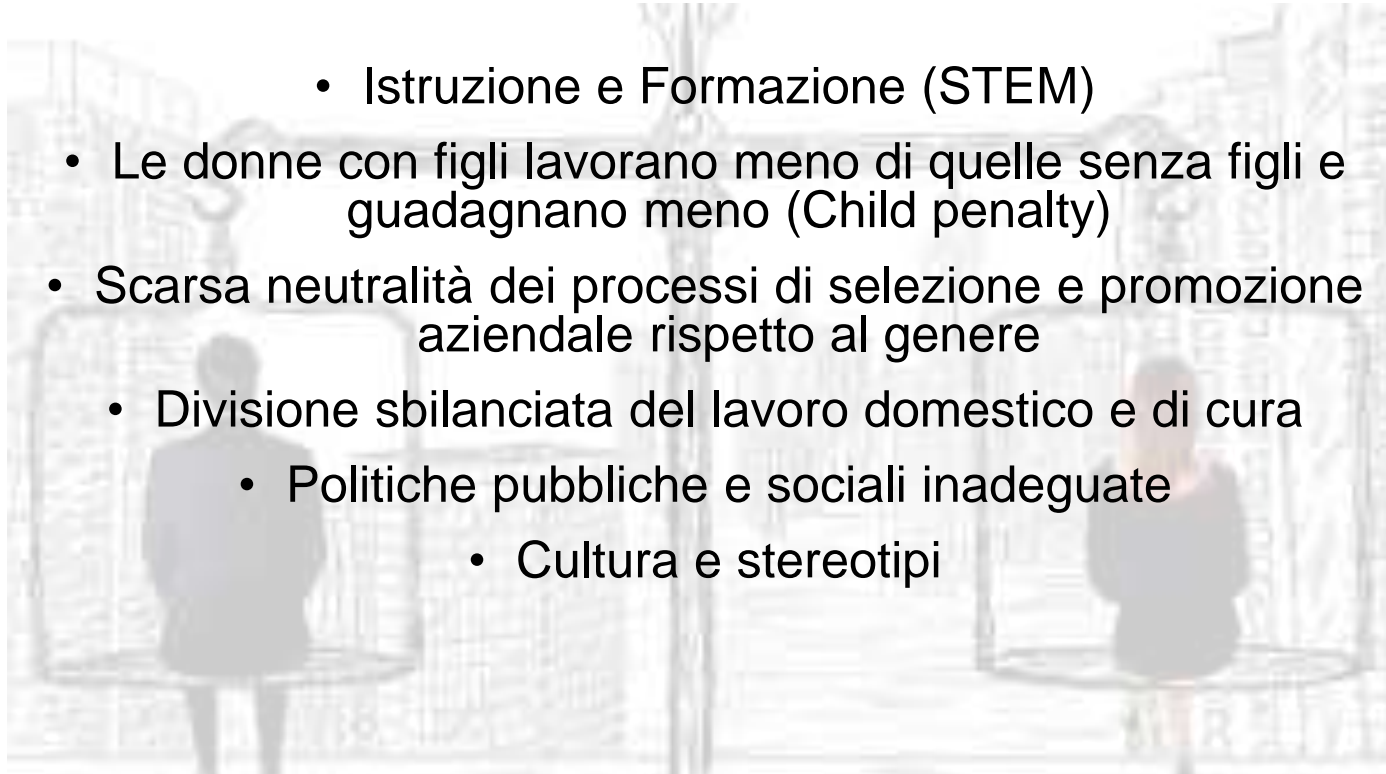 • Istruzione e Formazione (STEM)
• Le donne con figli lavorano meno di quelle senza figli e
guadagnano meno (Child penalty)
• Scarsa neutralità dei processi di selezione e promozione
aziendale rispetto al genere
• Divisione sbilanciata del lavoro domestico e di cura
• Politiche pubbliche e sociali inadeguate
• Cultura e stereotipi